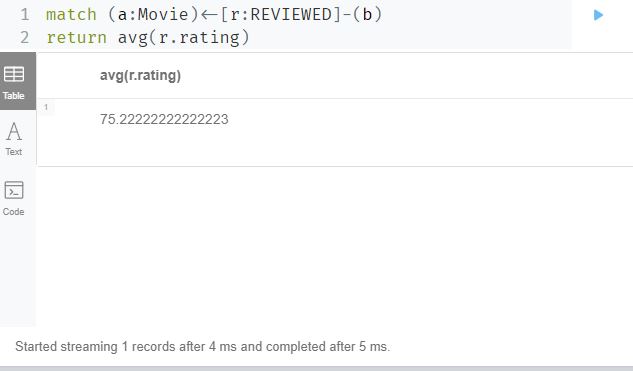 1 match (a:Movie)<-[r:REVIEWED]-(b)
2 return avg(r.rating)
Table
avg(r.rating)
1
75.22222222222223
A
Text
Code
Started streaming 1 records after 4 ms and completed after 5 ms.